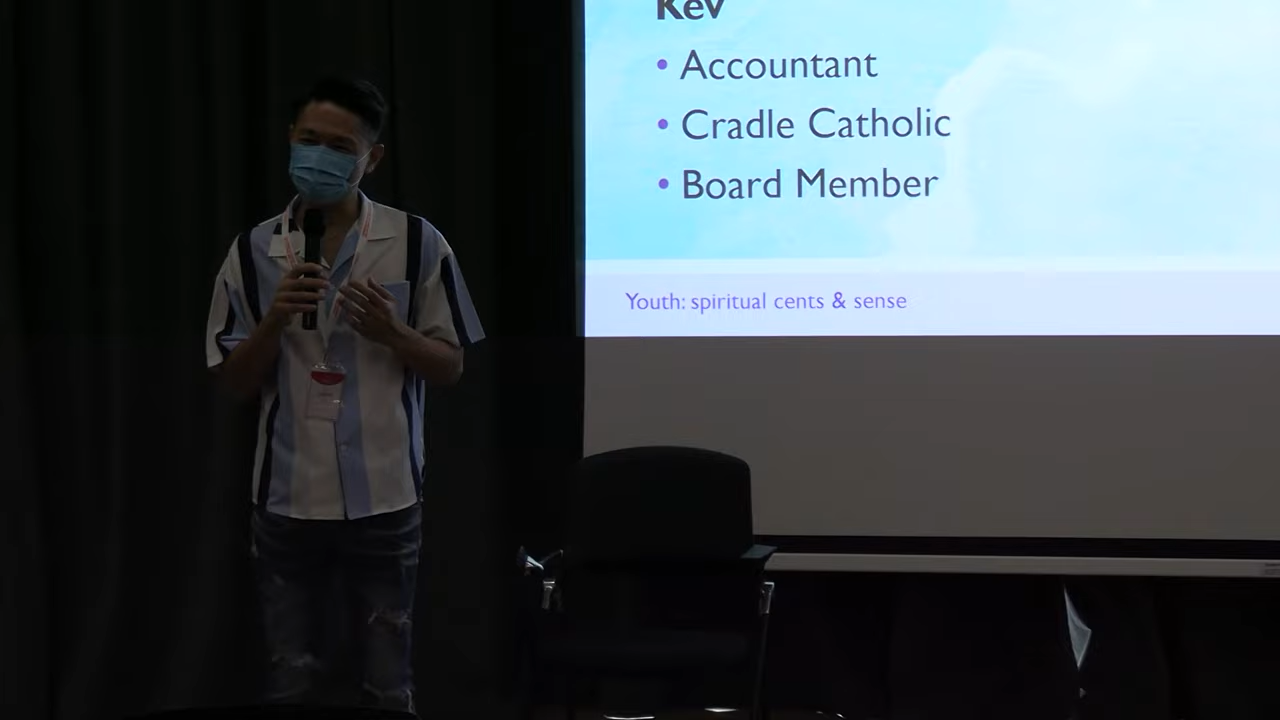 Kev
• Accountant
• Cradle Catholic
• Board Member
Youth: spiritual cents & sense